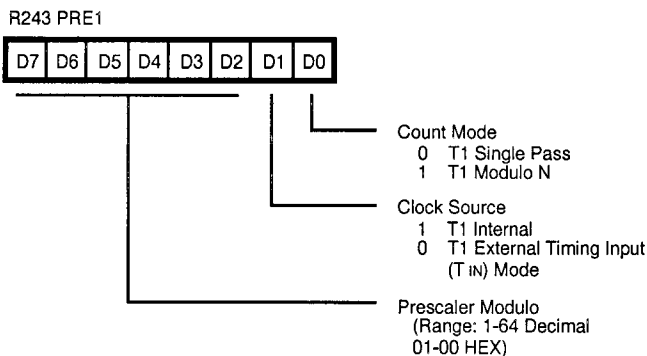 R243 PRE1
D7 D6 D5 D4 D3 D2 D1 D0
Count Mode
0 T1 Single Pass
1 T1 Modulo N
Clock Source
1 T1 Internal
0 T1 External Timing Input
(T IN) Mode
Prescaler Modulo
(Range: 1-64 Decimal
01-00 HEX)